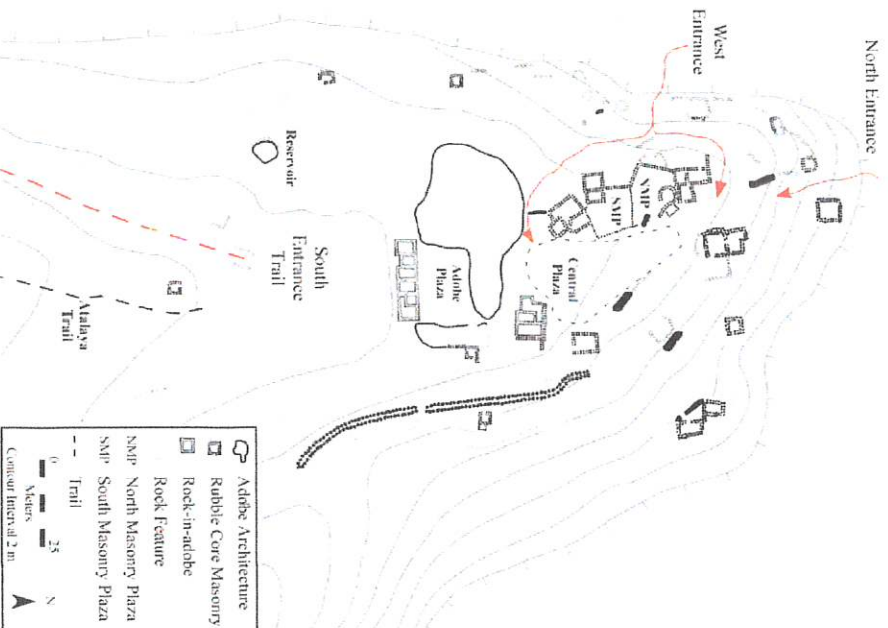 North Entrance
West
Entrance
NMP
SMP
Central
Plaza
Reservoir
Adobe
Plaza
South
Entrance
Trail
Atalaya
Trail
Adobe Architecture
Rubble Core Masonry
Rock-in-adobe
Rock Feature
NMP North Masonry Plaza
SMP South Masonry Plaza
Trail
0 25 N
Meters
Contour Interval 2 m